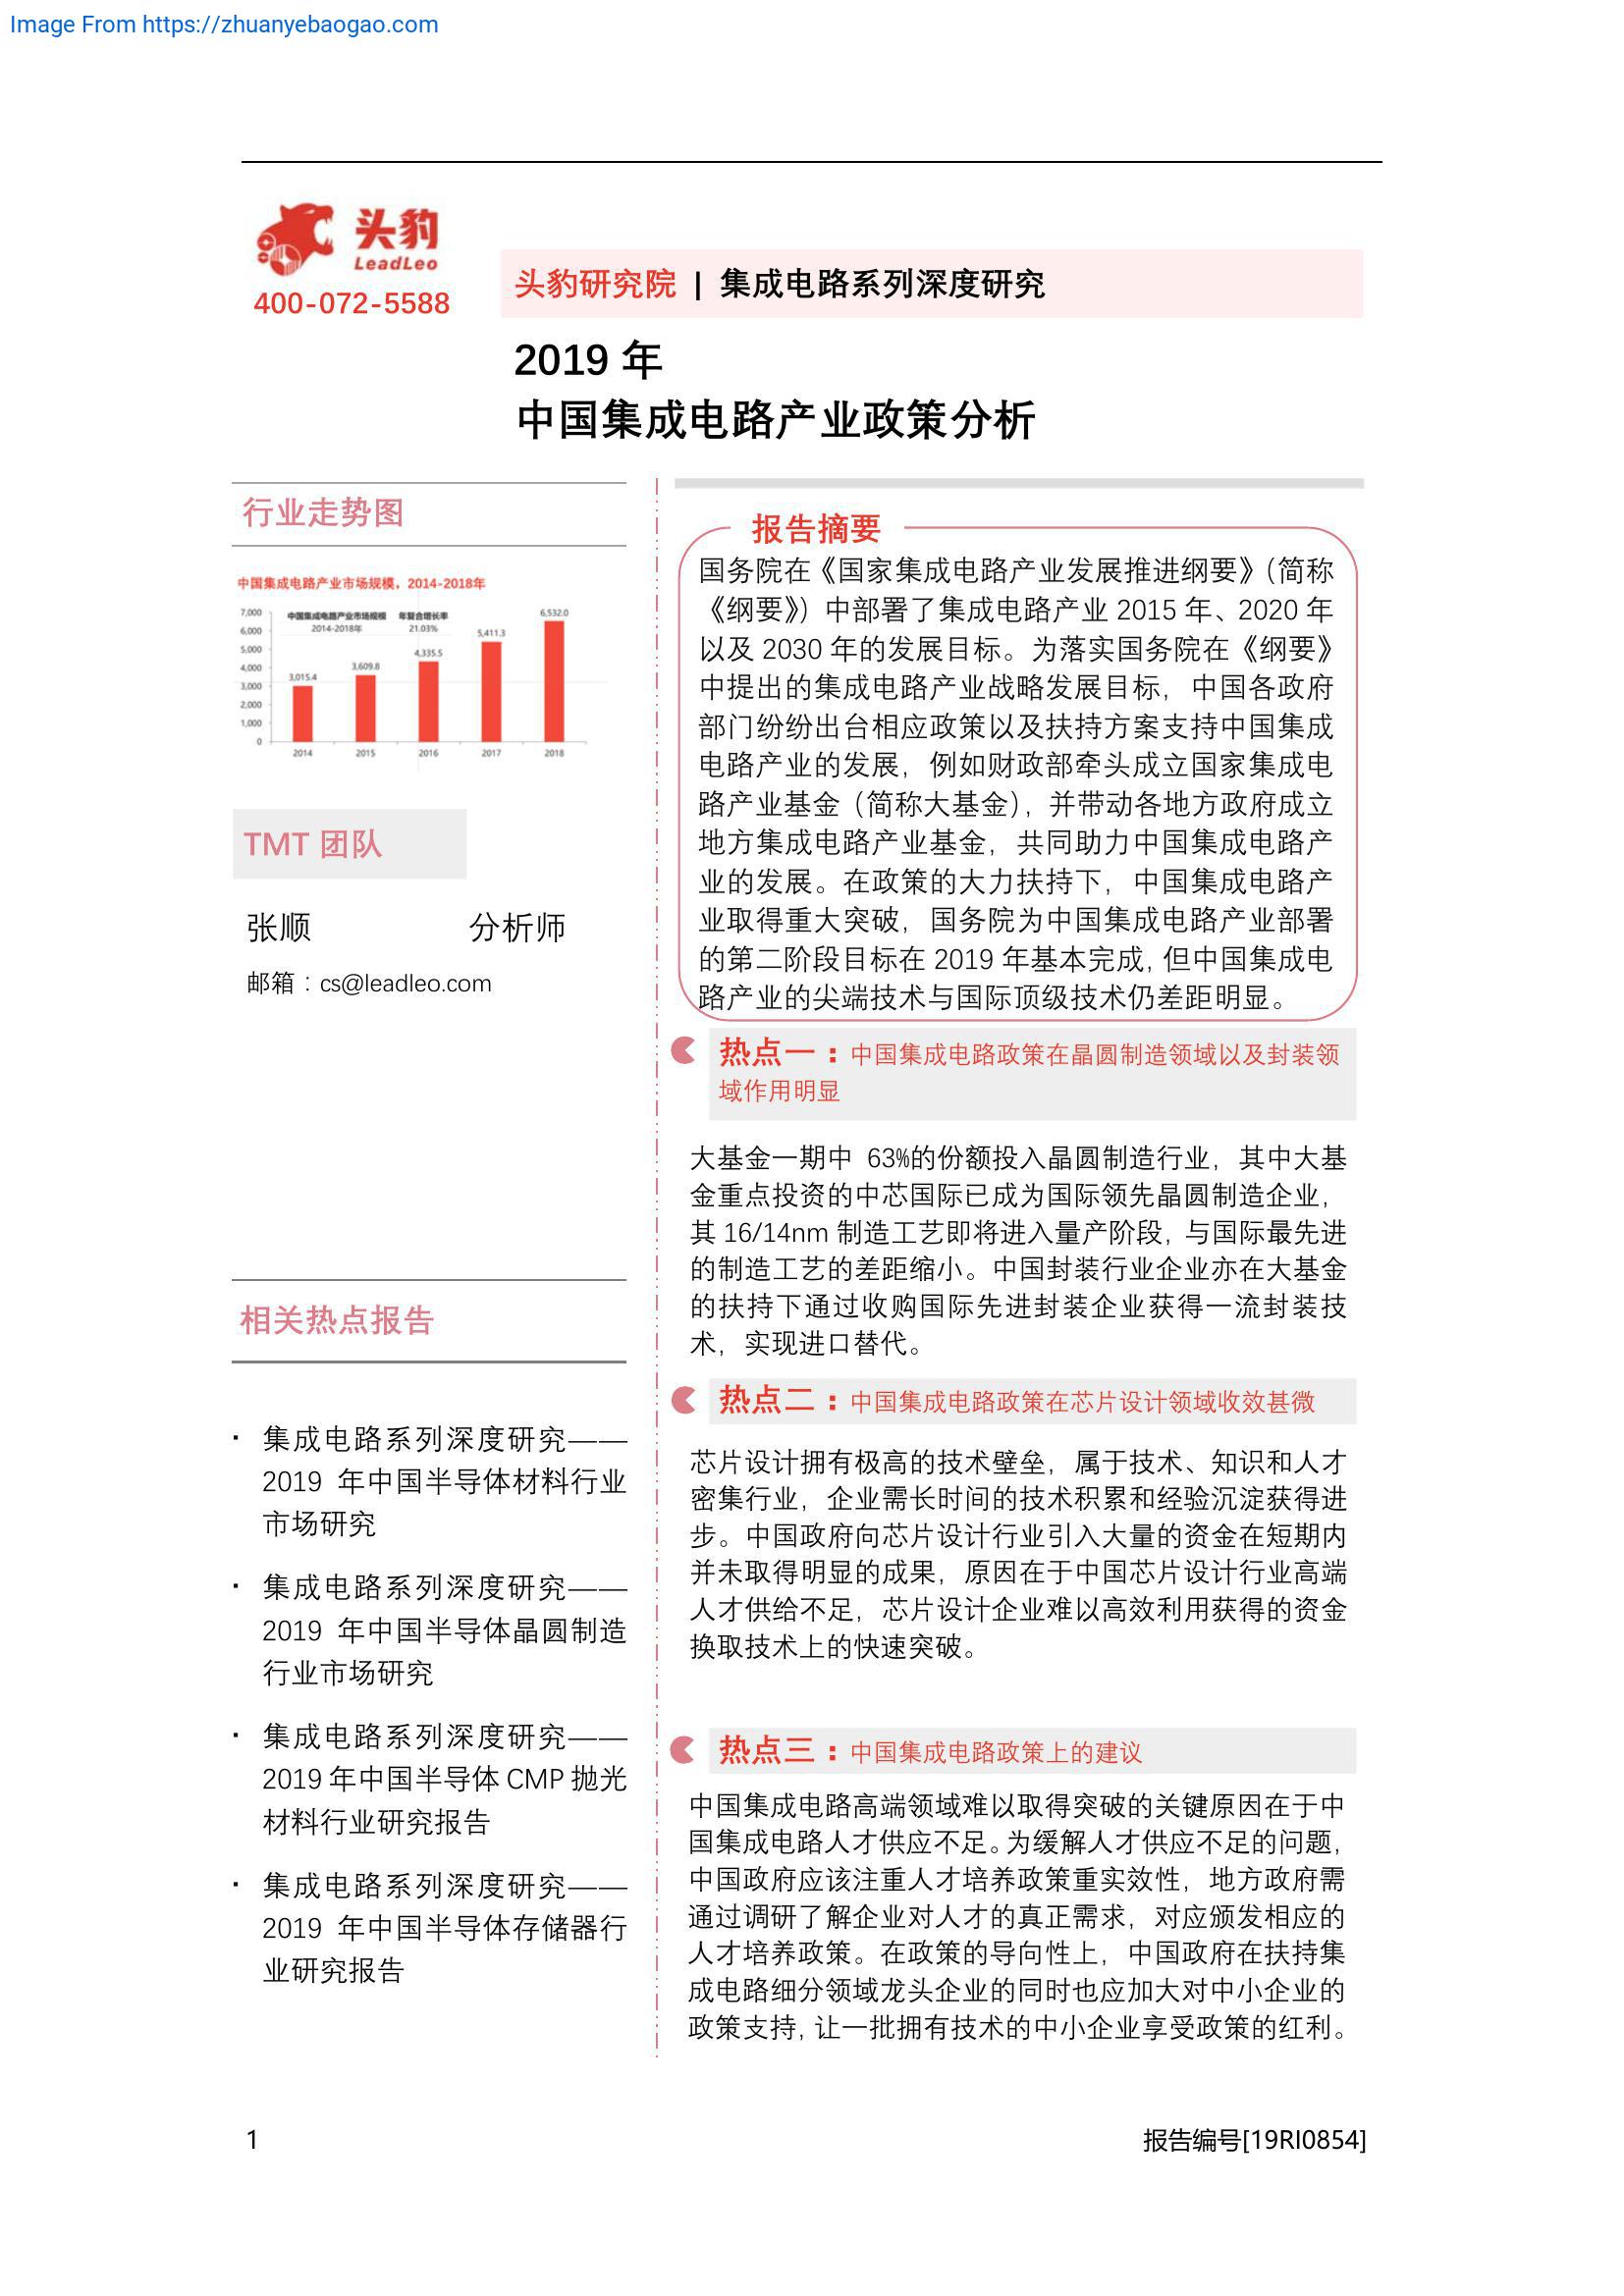 Image From https://zhuanyebaogao.com
头豹
LeadLeo
400-072-5588
头豹研究院 | 集成电路系列深度研究
2019 年
中国集成电路产业政策分析
行业走势图
中国集成电路产业市场规模，2014-2018年
中国集成电路产业市场规模 年复合增长率
2014-2018年 21.03%
7,000
6,000
5,000
4,000
3,000
2,000
1,000
0
3,015.4
3,609.8
4,335.5
5,411.3
6,532.0
2014 2015 2016 2017 2018
TMT 团队
张顺 分析师
邮箱：cs@leadleo.com
相关热点报告
· 集成电路系列深度研究——
2019 年中国半导体材料行业
市场研究
· 集成电路系列深度研究——
2019 年中国半导体晶圆制造
行业市场研究
· 集成电路系列深度研究——
2019 年中国半导体 CMP 抛光
材料行业研究报告
· 集成电路系列深度研究——
2019 年中国半导体存储器行
业研究报告
报告摘要
国务院在《国家集成电路产业发展推进纲要》（简称
《纲要》）中部署了集成电路产业 2015 年、2020 年
以及 2030 年的发展目标。为落实国务院在《纲要》
中提出的集成电路产业战略发展目标，中国各政府
部门纷纷出台相应政策以及扶持方案支持中国集成
电路产业的发展，例如财政部牵头成立国家集成电
路产业基金（简称大基金），并带动各地方政府成立
地方集成电路产业基金，共同助力中国集成电路产
业的发展。在政策的大力扶持下，中国集成电路产
业取得重大突破，国务院为中国集成电路产业部署
的第二阶段目标在 2019 年基本完成，但中国集成电
路产业的尖端技术与国际顶级技术仍差距明显。
热点一：中国集成电路政策在晶圆制造领域以及封装领
域作用明显
大基金一期中 63%的份额投入晶圆制造行业，其中大基
金重点投资的中芯国际已成为国际领先晶圆制造企业，
其 16/14nm 制造工艺即将进入量产阶段，与国际最先进
的制造工艺的差距缩小。中国封装行业企业亦在大基金
的扶持下通过收购国际先进封装企业获得一流封装技
术，实现进口替代。
热点二：中国集成电路政策在芯片设计领域收效甚微
芯片设计拥有极高的技术壁垒，属于技术、知识和人才
密集行业，企业需长时间的技术积累和经验沉淀获得进
步。中国政府向芯片设计行业引入大量的资金在短期内
并未取得明显的成果，原因在于中国芯片设计行业高端
人才供给不足，芯片设计企业难以高效利用获得的资金
换取技术上的快速突破。
热点三：中国集成电路政策上的建议
中国集成电路高端领域难以取得突破的关键原因在于中
国集成电路人才供应不足。为缓解人才供应不足的问题，
中国政府应该注重人才培养政策重实效性，地方政府需
通过调研了解企业对人才的真正需求，对应颁发相应的
人才培养政策。在政策的导向性上，中国政府在扶持集
成电路细分领域龙头企业的同时也应加大对中小企业的
政策支持，让一批拥有技术的中小企业享受政策的红利。
1
报告编号[19RI0854]